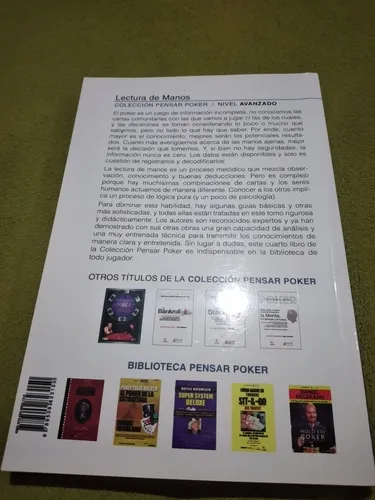 Lectura de Manos
COLECCIÓN PENSAR POKER / NIVEL AVANZADO
El poker es un juego de información incompleta, no conocemos las
cartas comunitarias con las que vamos a jugar ni las de los rivales,
y las decisiones se toman considerando lo poco o mucho que
sabemos, pero no todo lo que hay que saber. Por ende, cuanto
mayor es el conocimiento, mejores serán los potenciales resulta-
dos. Cuanto más averigüemos acerca de las manos ajenas, mejor
será la decisión que tomemos. Y, si bien no hay seguridades, la
información nunca es cero. Los datos están disponibles y solo es
cuestión de registrarlos y decodificarlos.
La lectura de manos es un proceso metódico que mezcla obser-
vación, conocimiento y buenas deducciones. Pero es complejo
porque hay muchísimas combinaciones de cartas y los seres
humanos actuamos de manera diferente. Conocer a los otros impli-
ca un proceso de lógica pura (y un poco de psicología)
Para dominar esta habilidad, hay algunas guías básicas y otras
más sofisticadas, y todas ellas están tratadas en este tomo rigurosa
y didácticamente. Los autores son reconocidos expertos y ya han
demostrado con sus otras obras una gran capacidad de análisis y
una muy entrenada técnica para transmitir los conocimientos de
manera clara y entretenida. Sin lugar a dudas, este cuarto libro de
la Colección Pensar Poker es indispensable en la biblioteca de
todo jugador.
OTROS TÍTULOS DE LA COLECCIÓN PENSAR POKER
POKER
Bankroll
BIBLIOTECA PENSAR POKER
DOYLE BRUNSON
SUPER SYSTEM
DELUXE
SIT-&-GO
DANIEL
NEGREANU
HOLD'EM
POKER